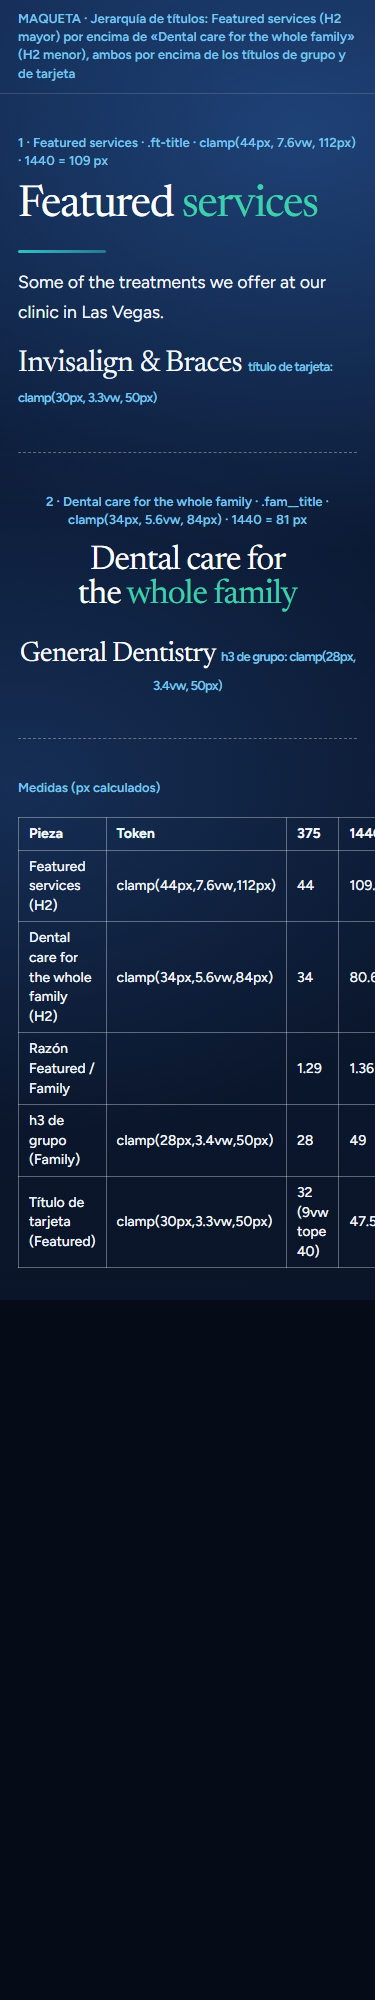 MAQUETA · Jerarquía de títulos: Featured services (H2
mayor) por encima de «Dental care for the whole family»
(H2 menor), ambos por encima de los títulos de grupo y
de tarjeta
1 · Featured services · .ft-title · clamp(44px, 7.6vw, 112px)
· 1440 = 109 px
Featured services
Some of the treatments we offer at our
clinic in Las Vegas.
Invisalign & Braces título de tarjeta:
clamp(30px, 3.3vw, 50px)
2 · Dental care for the whole family · .fam__title ·
clamp(34px, 5.6vw, 84px) · 1440 = 81 px
Dental care for
the whole family
General Dentistry h3 de grupo: clamp(28px,
3.4vw, 50px)
Medidas (px calculados)
Pieza Token 375 144
Featured
services
(H2)
clamp(44px,7.6vw,112px) 44 109.
Dental
care for
the whole
family
(H2)
clamp(34px,5.6vw,84px) 34 80.6
Razón
Featured /
Family
1.29 1.36
h3 de
grupo
(Family)
clamp(28px,3.4vw,50px) 28 49
Título de
tarjeta
(Featured)
clamp(30px,3.3vw,50px)
32
(9vw
tope
40)
47.5